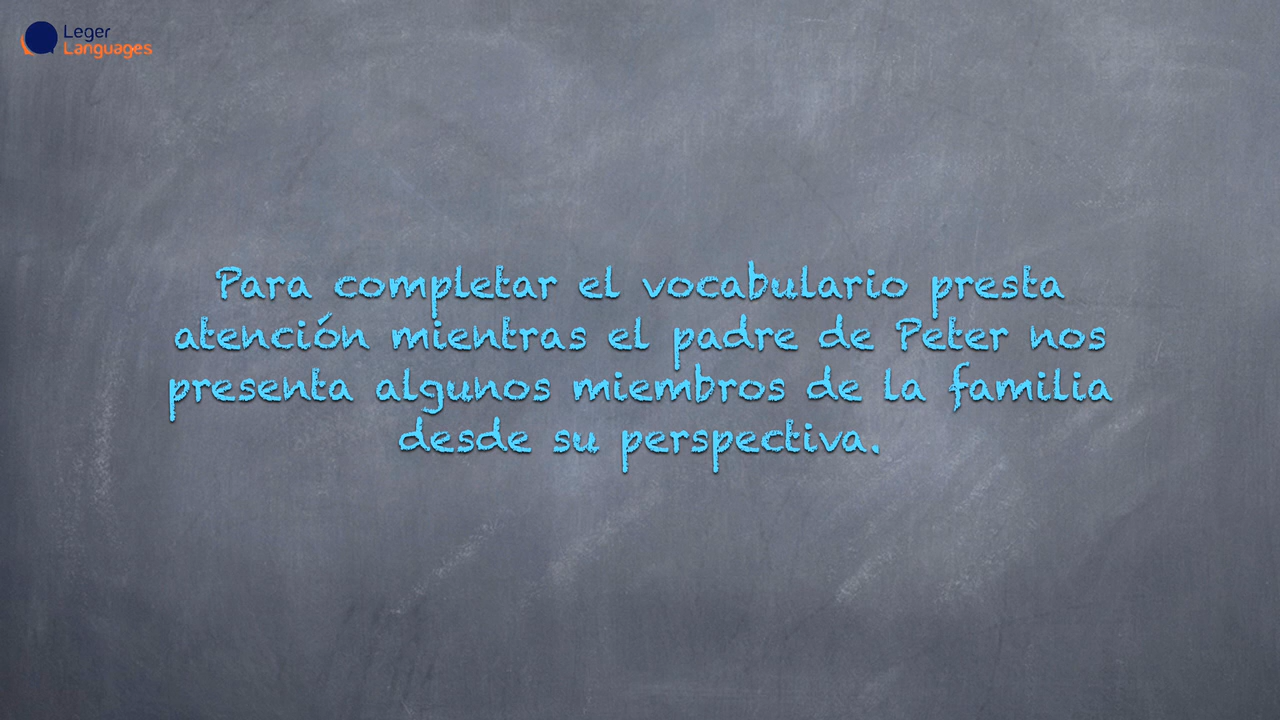 Leger
Languages
Para completar el vocabulario presta
atención mientras el padre de Peter nos
presenta algunos miembros de la familia
desde su perspectiva.